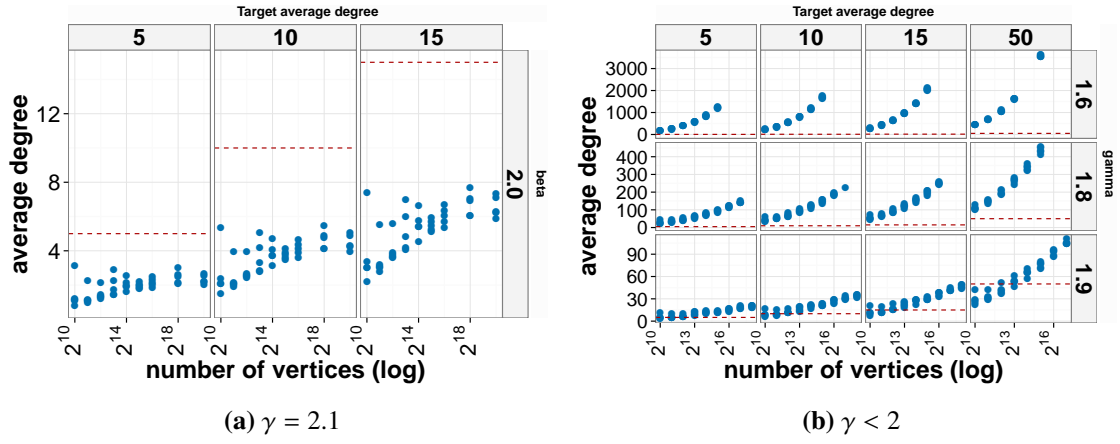 Target average degree
5 10 15
average degree
12
8
4
2.0
beta
2^10 2^14 2^18 2^10 2^14 2^18 2^10 2^14 2^18
number of vertices (log)
(a) γ = 2.1
Target average degree
5 10 15 50
average degree
3000
2000
1000
0
1.6
400
300
200
100
0
1.8
90
60
30
0
1.9
gamma
2^10 2^13 2^16 2^10 2^13 2^16 2^10 2^13 2^16 2^10 2^13 2^16
number of vertices (log)
(b) γ < 2